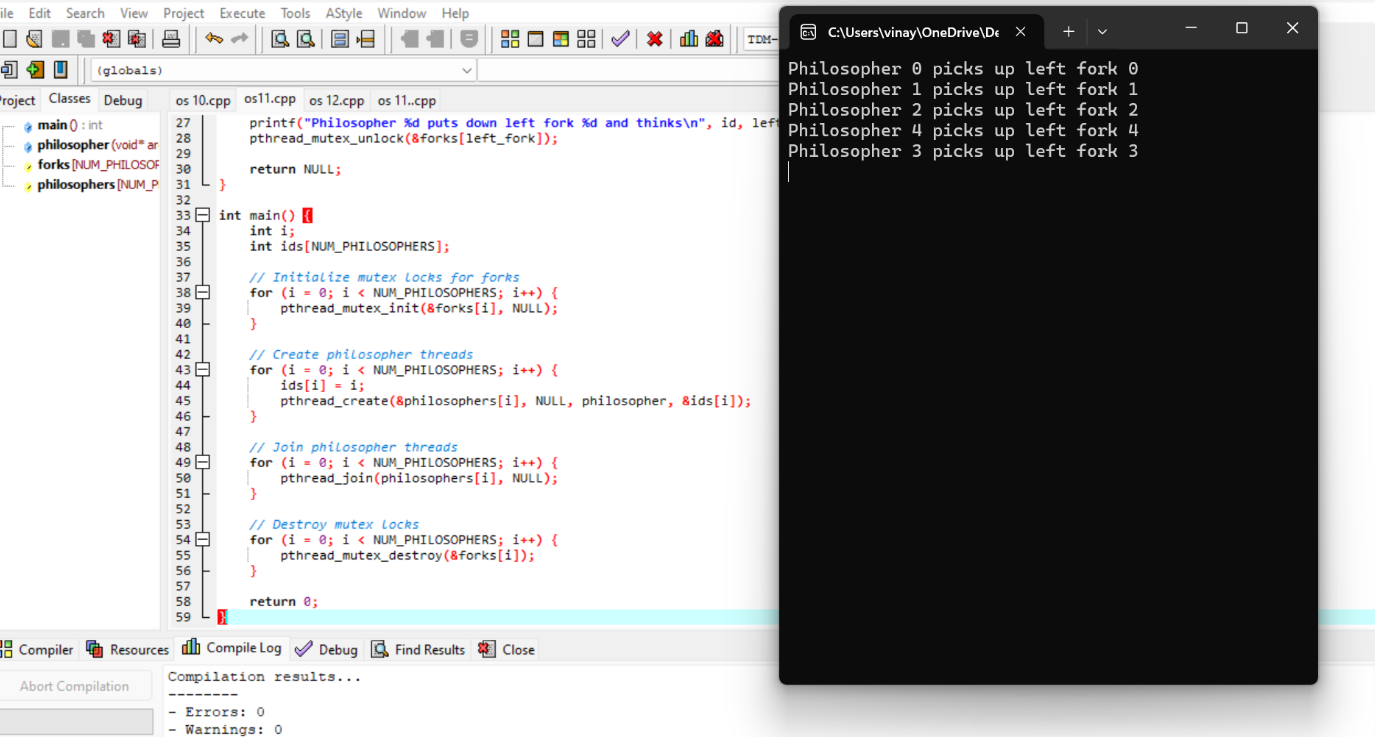 ile Edit Search View Project Execute Tools AStyle Window Help
TDM-
(globals)
roject Classes Debug
os 10.cpp os11.cpp os 12.cpp os 11..cpp
main () : int
philosopher (void* ar
forks [NUM_PHILOSOF
philosophers [NUM_P
27 printf("Philosopher %d puts down left fork %d and thinks\n", id, left
28 pthread_mutex_unlock(&forks[left_fork]);
29
30 return NULL;
31 }
32
33 int main() {
34 int i;
35 int ids[NUM_PHILOSOPHERS];
36
37 // Initialize mutex locks for forks
38 for (i = 0; i < NUM_PHILOSOPHERS; i++) {
39 pthread_mutex_init(&forks[i], NULL);
40 }
41
42 // Create philosopher threads
43 for (i = 0; i < NUM_PHILOSOPHERS; i++) {
44 ids[i] = i;
45 pthread_create(&philosophers[i], NULL, philosopher, &ids[i]);
46 }
47
48 // Join philosopher threads
49 for (i = 0; i < NUM_PHILOSOPHERS; i++) {
50 pthread_join(philosophers[i], NULL);
51 }
52
53 // Destroy mutex locks
54 for (i = 0; i < NUM_PHILOSOPHERS; i++) {
55 pthread_mutex_destroy(&forks[i]);
56 }
57
58 return 0;
59 }
Compiler Resources Compile Log Debug Find Results Close
Abort Compilation
Compilation results...
--------
- Errors: 0
- Warnings: 0
C:\Users\vinay\OneDrive\De
Philosopher 0 picks up left fork 0
Philosopher 1 picks up left fork 1
Philosopher 2 picks up left fork 2
Philosopher 4 picks up left fork 4
Philosopher 3 picks up left fork 3